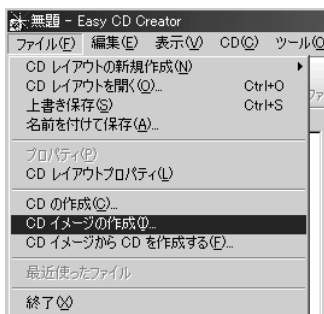 無題 - Easy CD Creator
ファイル(F) 編集(E) 表示(V) CD(C) ツール(O
CD レイアウトの新規作成(N)
CD レイアウトを開く(O)... Ctrl+O
上書き保存(S) Ctrl+S
名前を付けて保存(A)...
プロパティ(P)
CD レイアウトプロパティ(L)
CD の作成(C)...
CD イメージの作成(I)...
CD イメージから CD を作成する(F)...
最近使ったファイル
終了(X)